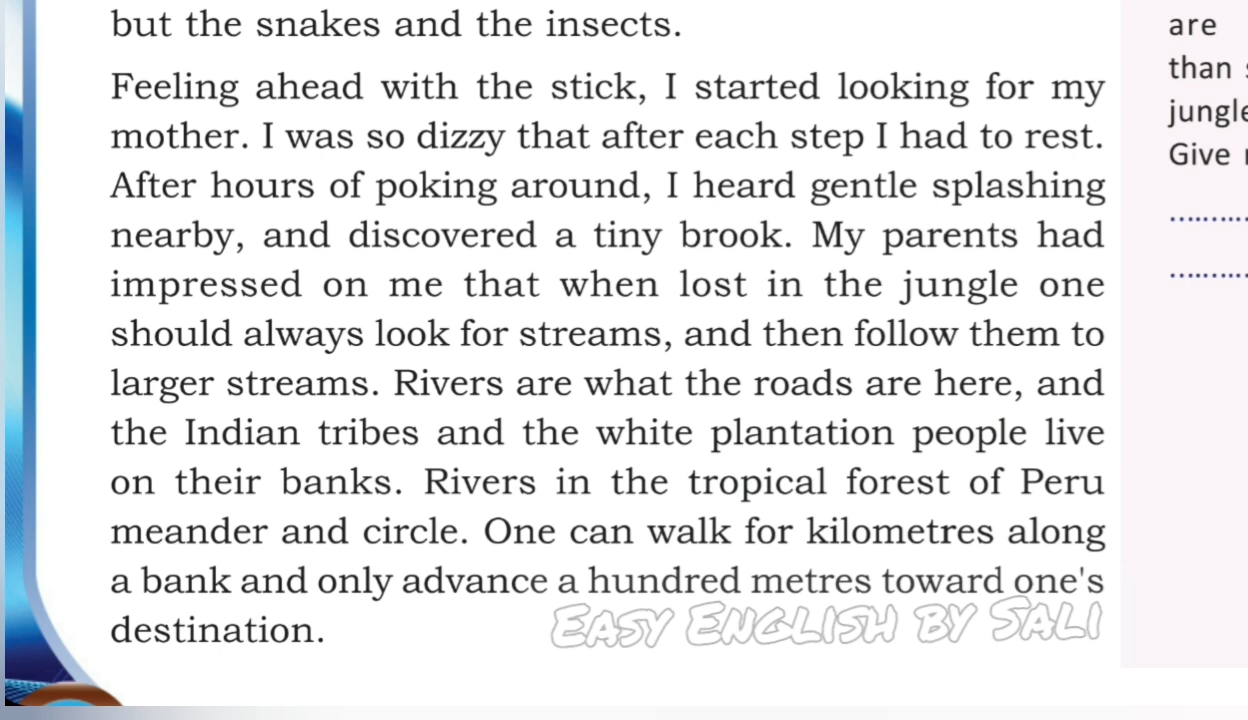 but the snakes and the insects.
Feeling ahead with the stick, I started looking for my
mother. I was so dizzy that after each step I had to rest.
After hours of poking around, I heard gentle splashing
nearby, and discovered a tiny brook. My parents had
impressed on me that when lost in the jungle one
should always look for streams, and then follow them to
larger streams. Rivers are what the roads are here, and
the Indian tribes and the white plantation people live
on their banks. Rivers in the tropical forest of Peru
meander and circle. One can walk for kilometres along
a bank and only advance a hundred metres toward one's
destination.
EASY ENGLISH BY SALI
are
than
jungle
Give